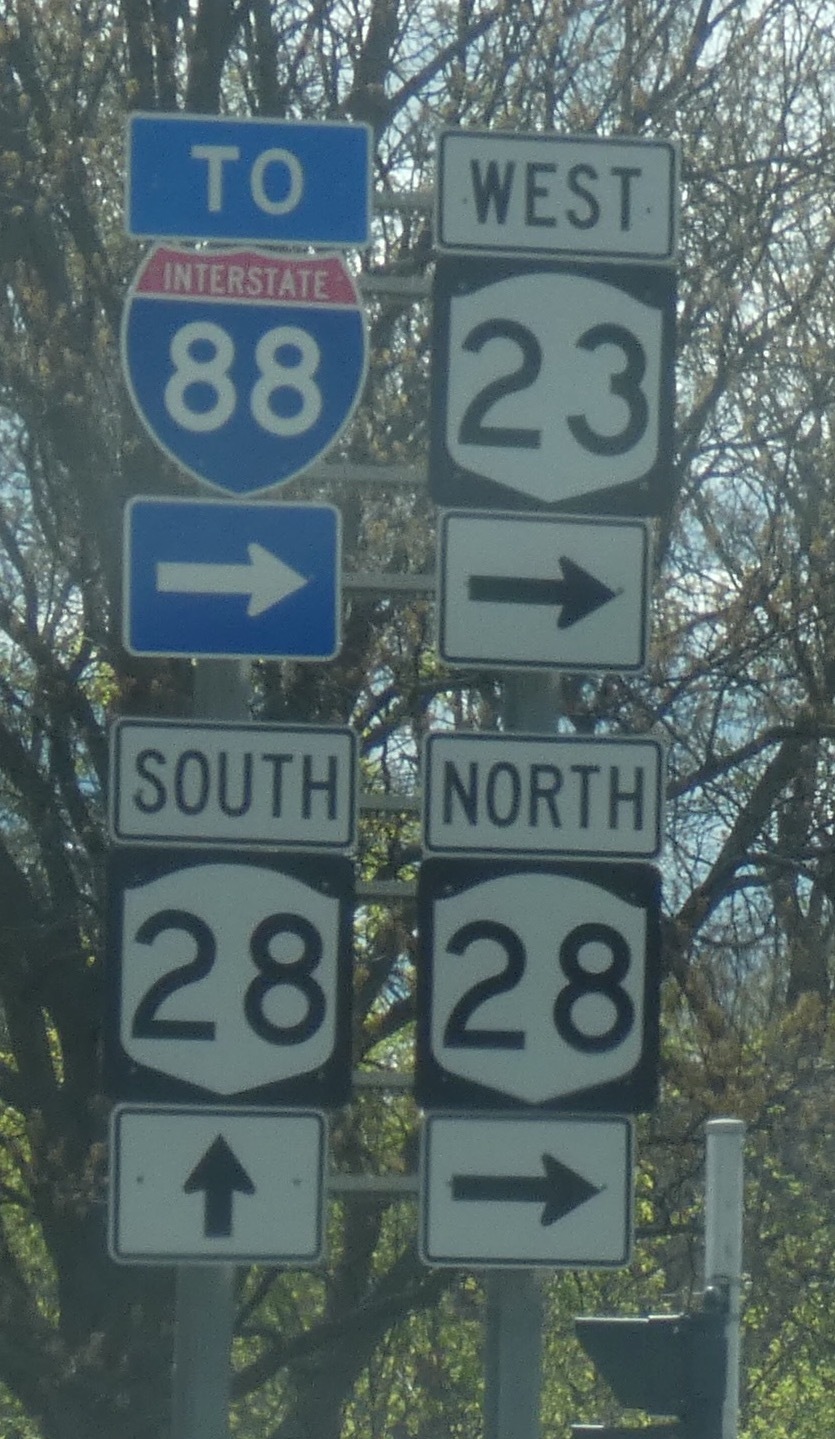 TO
INTERSTATE
88
WEST
23
SOUTH
28
NORTH
28